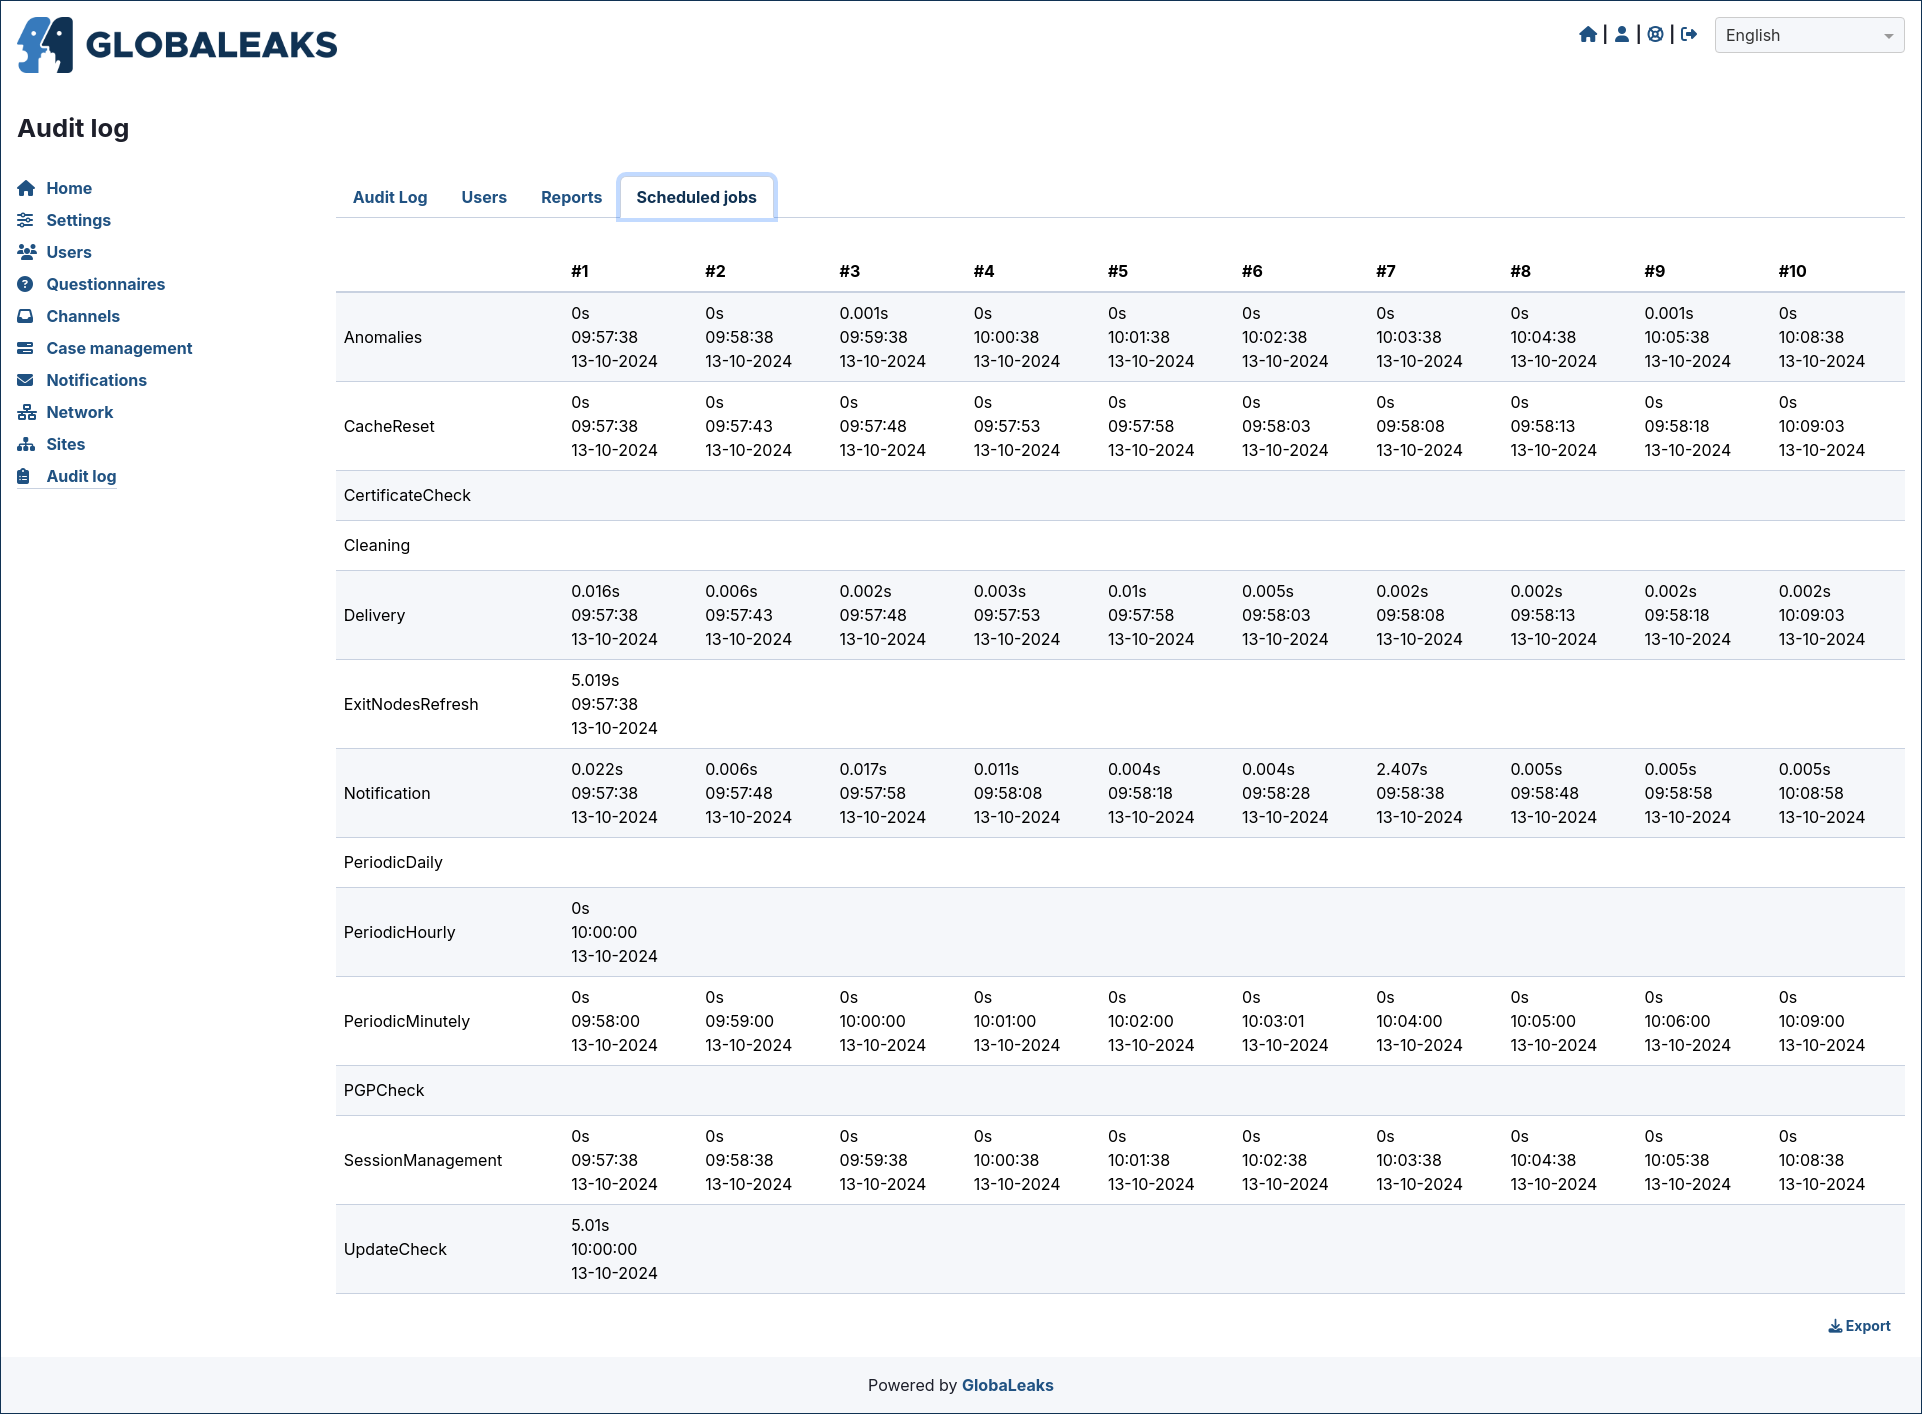 GLOBALEAKS
| | | English
Audit log
Home
Settings
Users
Questionnaires
Channels
Case management
Notifications
Network
Sites
Audit log
Audit Log Users Reports Scheduled jobs
#1 #2 #3 #4 #5 #6 #7 #8 #9 #10
Anomalies
0s 0s 0.001s 0s 0s 0s 0s 0s 0.001s 0s
09:57:38 09:58:38 09:59:38 10:00:38 10:01:38 10:02:38 10:03:38 10:04:38 10:05:38 10:08:38
13-10-2024 13-10-2024 13-10-2024 13-10-2024 13-10-2024 13-10-2024 13-10-2024 13-10-2024 13-10-2024 13-10-2024
CacheReset
0s 0s 0s 0s 0s 0s 0s 0s 0s 0s
09:57:38 09:57:43 09:57:48 09:57:53 09:57:58 09:58:03 09:58:08 09:58:13 09:58:18 10:09:03
13-10-2024 13-10-2024 13-10-2024 13-10-2024 13-10-2024 13-10-2024 13-10-2024 13-10-2024 13-10-2024 13-10-2024
CertificateCheck
Cleaning
Delivery
0.016s 0.006s 0.002s 0.003s 0.01s 0.005s 0.002s 0.002s 0.002s 0.002s
09:57:38 09:57:43 09:57:48 09:57:53 09:57:58 09:58:03 09:58:08 09:58:13 09:58:18 10:09:03
13-10-2024 13-10-2024 13-10-2024 13-10-2024 13-10-2024 13-10-2024 13-10-2024 13-10-2024 13-10-2024 13-10-2024
ExitNodesRefresh
5.019s
09:57:38
13-10-2024
Notification
0.022s 0.006s 0.017s 0.011s 0.004s 0.004s 2.407s 0.005s 0.005s 0.005s
09:57:38 09:57:48 09:57:58 09:58:08 09:58:18 09:58:28 09:58:38 09:58:48 09:58:58 10:08:58
13-10-2024 13-10-2024 13-10-2024 13-10-2024 13-10-2024 13-10-2024 13-10-2024 13-10-2024 13-10-2024 13-10-2024
PeriodicDaily
PeriodicHourly
0s
10:00:00
13-10-2024
PeriodicMinutely
0s 0s 0s 0s 0s 0s 0s 0s 0s 0s
09:58:00 09:59:00 10:00:00 10:01:00 10:02:00 10:03:01 10:04:00 10:05:00 10:06:00 10:09:00
13-10-2024 13-10-2024 13-10-2024 13-10-2024 13-10-2024 13-10-2024 13-10-2024 13-10-2024 13-10-2024 13-10-2024
PGPCheck
SessionManagement
0s 0s 0s 0s 0s 0s 0s 0s 0s 0s
09:57:38 09:58:38 09:59:38 10:00:38 10:01:38 10:02:38 10:03:38 10:04:38 10:05:38 10:08:38
13-10-2024 13-10-2024 13-10-2024 13-10-2024 13-10-2024 13-10-2024 13-10-2024 13-10-2024 13-10-2024 13-10-2024
UpdateCheck
5.01s
10:00:00
13-10-2024
Export
Powered by GlobaLeaks